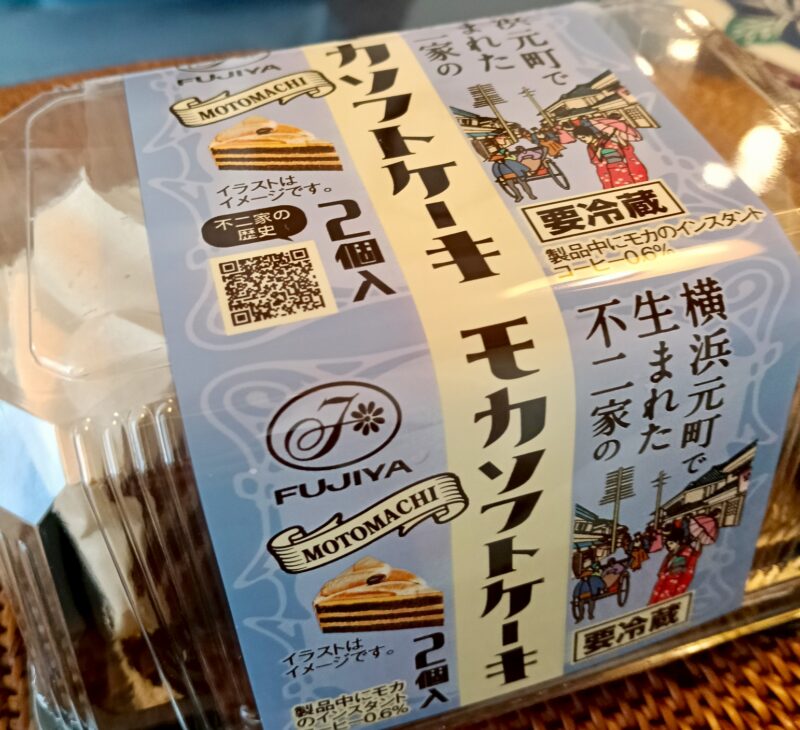 横浜元町で
生まれた
不二家の
カソフトケーキ
FUJIYA
MOTOMACHI
イラストは
イメージです。
不二家の
歴史
2個入
要冷蔵
製品中にモカのインスタント
コーヒー0.6%
横浜元町で
生まれた
不二家の
モカソフトケーキ
FUJIYA
MOTOMACHI
イラストは
イメージです。
2個入
要冷蔵
製品中にモカ
のインスタント
コーヒー0.6%